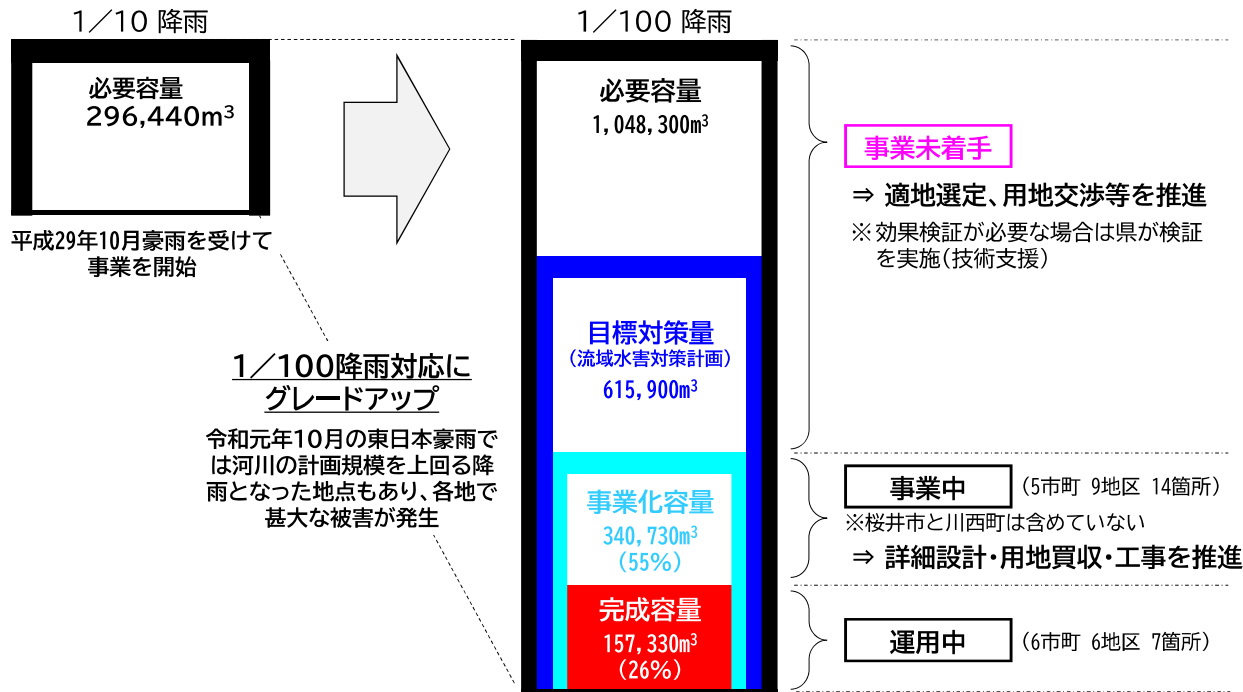 1／10 降雨
必要容量
296,440m³
平成29年10月豪雨を受けて
事業を開始
1／100降雨対応に
グレードアップ
令和元年10月の東日本豪雨で
は河川の計画規模を上回る降
雨となった地点もあり、各地で
甚大な被害が発生
1／100 降雨
必要容量
1,048,300m³
目標対策量
（流域水害対策計画）
615,900m³
事業化容量
340,730m³
（55%）
完成容量
157,330m³
（26%）
事業未着手
⇒ 適地選定、用地交渉等を推進
※効果検証が必要な場合は県が検証
を実施（技術支援）
事業中 （5市町 9地区 14箇所）
※桜井市と川西町は含めていない
⇒ 詳細設計・用地買収・工事を推進
運用中 （6市町 6地区 7箇所）